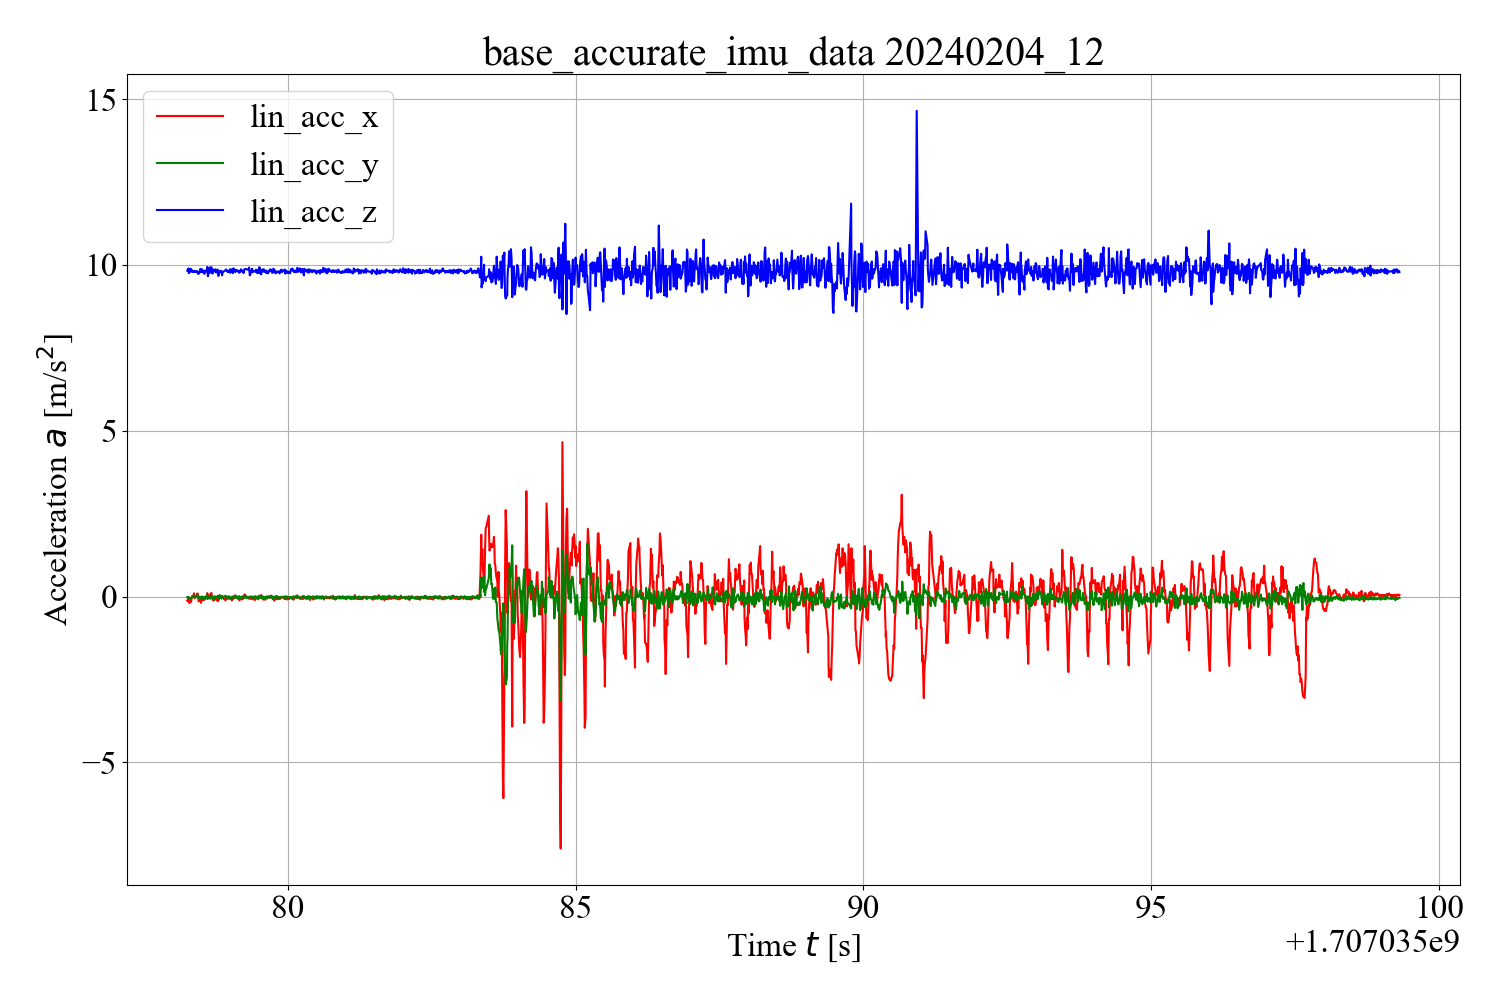 base_accurate_imu_data 20240204_12
lin_acc_x
lin_acc_y
lin_acc_z
15
10
5
0
−5
Acceleration a [m/s²]
80
85
90
95
100
Time t [s]
+1.707035e9